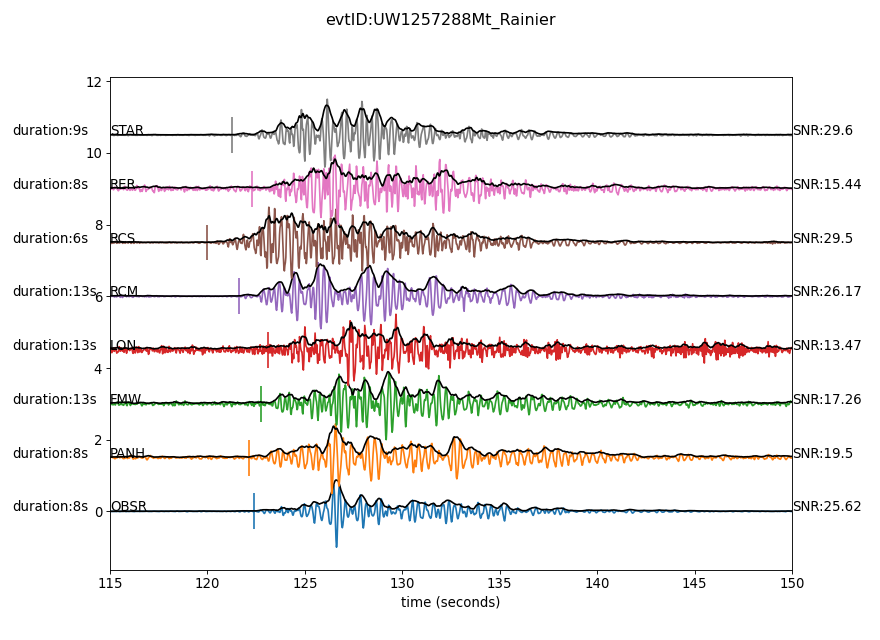 evtID:UW1257288Mt_Rainier
12
duration:9s STAR SNR:29.6
10
duration:8s RER SNR:15.44
8
duration:6s RCS SNR:29.5
duration:13s RCM SNR:26.17
6
duration:13s LON SNR:13.47
4
duration:13s FMW SNR:17.26
2
duration:8s PANH SNR:19.5
duration:8s OBSR SNR:25.62
0
115 120 125 130 135 140 145 150
time (seconds)